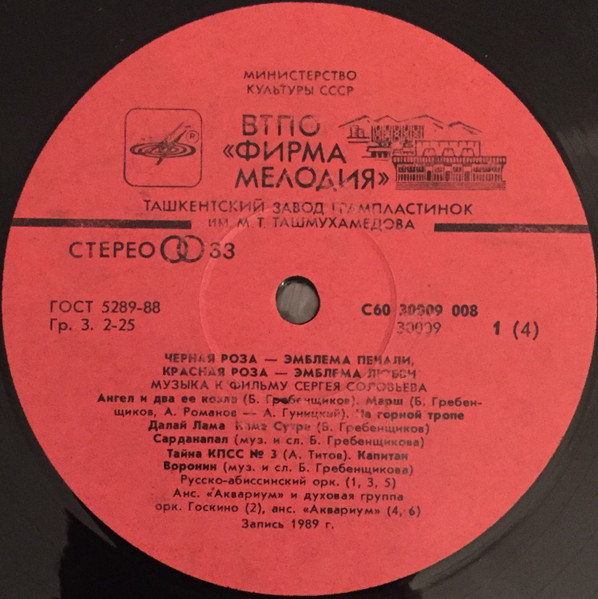 МИНИСТЕРСТВО
КУЛЬТУРЫ СССР
ВТПО
«ФИРМА
МЕЛОДИЯ»
ТАШКЕНТСКИЙ ЗАВОД ГРАМПЛАСТИНОК
ИМ. М. Т. ТАШМУХАМЕДОВА
СТЕРЕО 33
ГОСТ 5289-88
Гр. 3. 2-25
С60 30009 008
30009
1 (4)
ЧЕРНАЯ РОЗА — ЭМБЛЕМА ПЕЧАЛИ,
КРАСНАЯ РОЗА — ЭМБЛЕМА ЛЮБВИ
МУЗЫКА К ФИЛЬМУ СЕРГЕЯ СОЛОВЬЕВА
Ангел и два ее козла (Б. Гребенщиков). Марш (Б. Гребен-
щиков, А. Романов — А. Гуницкий). На горной тропе
Далай Лама Кама Сутра (Б. Гребенщиков)
Сарданапал (муз. и сл. Б. Гребенщикова)
Тайна КПСС № 3 (А. Титов). Капитан
Воронин (муз. и сл. Б. Гребенщикова)
Русско-абиссинский орк. (1, 3, 5)
Анс. «Аквариум» и духовая группа
орк. Госкино (2), анс. «Аквариум» (4, 6)
Запись 1989 г.